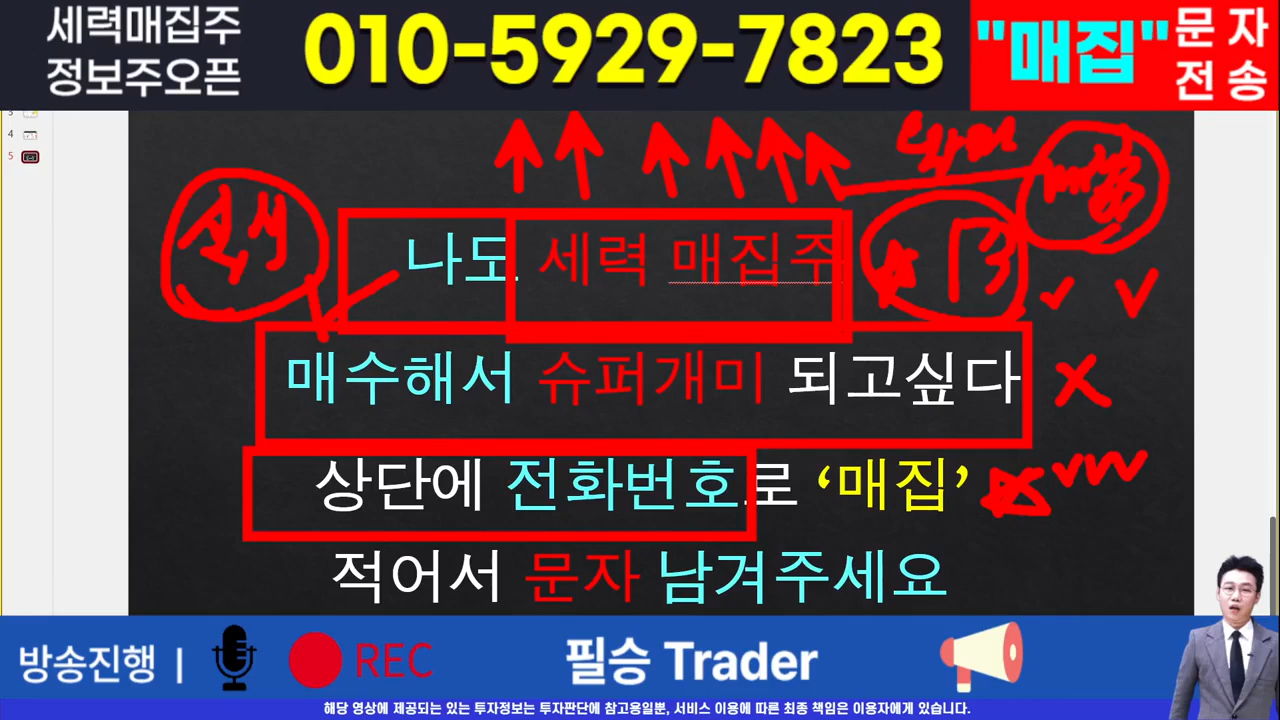 세력매집주
정보주오픈
010-5929-7823
"매집" 문자
전송
3
4
5
나도 세력 매집주
매수해서 슈퍼개미 되고싶다
상단에 전화번호로 ‘매집’
적어서 문자 남겨주세요
방송진행 |
REC
필승 Trader
해당 영상에 제공되는 있는 투자정보는 투자판단에 참고용일뿐, 서비스 이용에 따른 최종 책임은 이용자에게 있습니다.